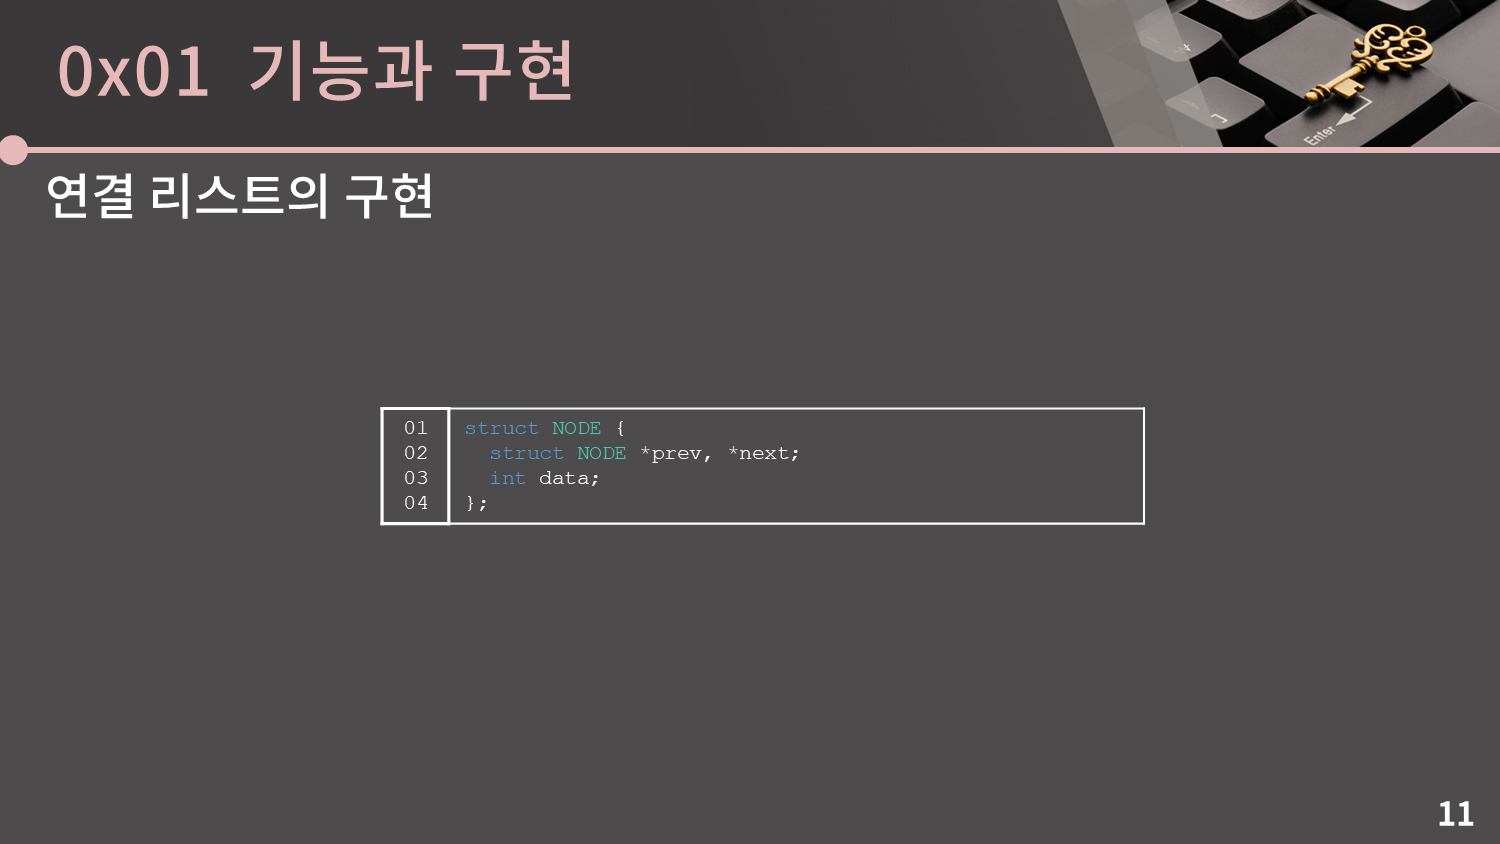 0x01 기능과 구현
Enter
연결 리스트의 구현
01 struct NODE {
02 struct NODE *prev, *next;
03 int data;
04 };
11